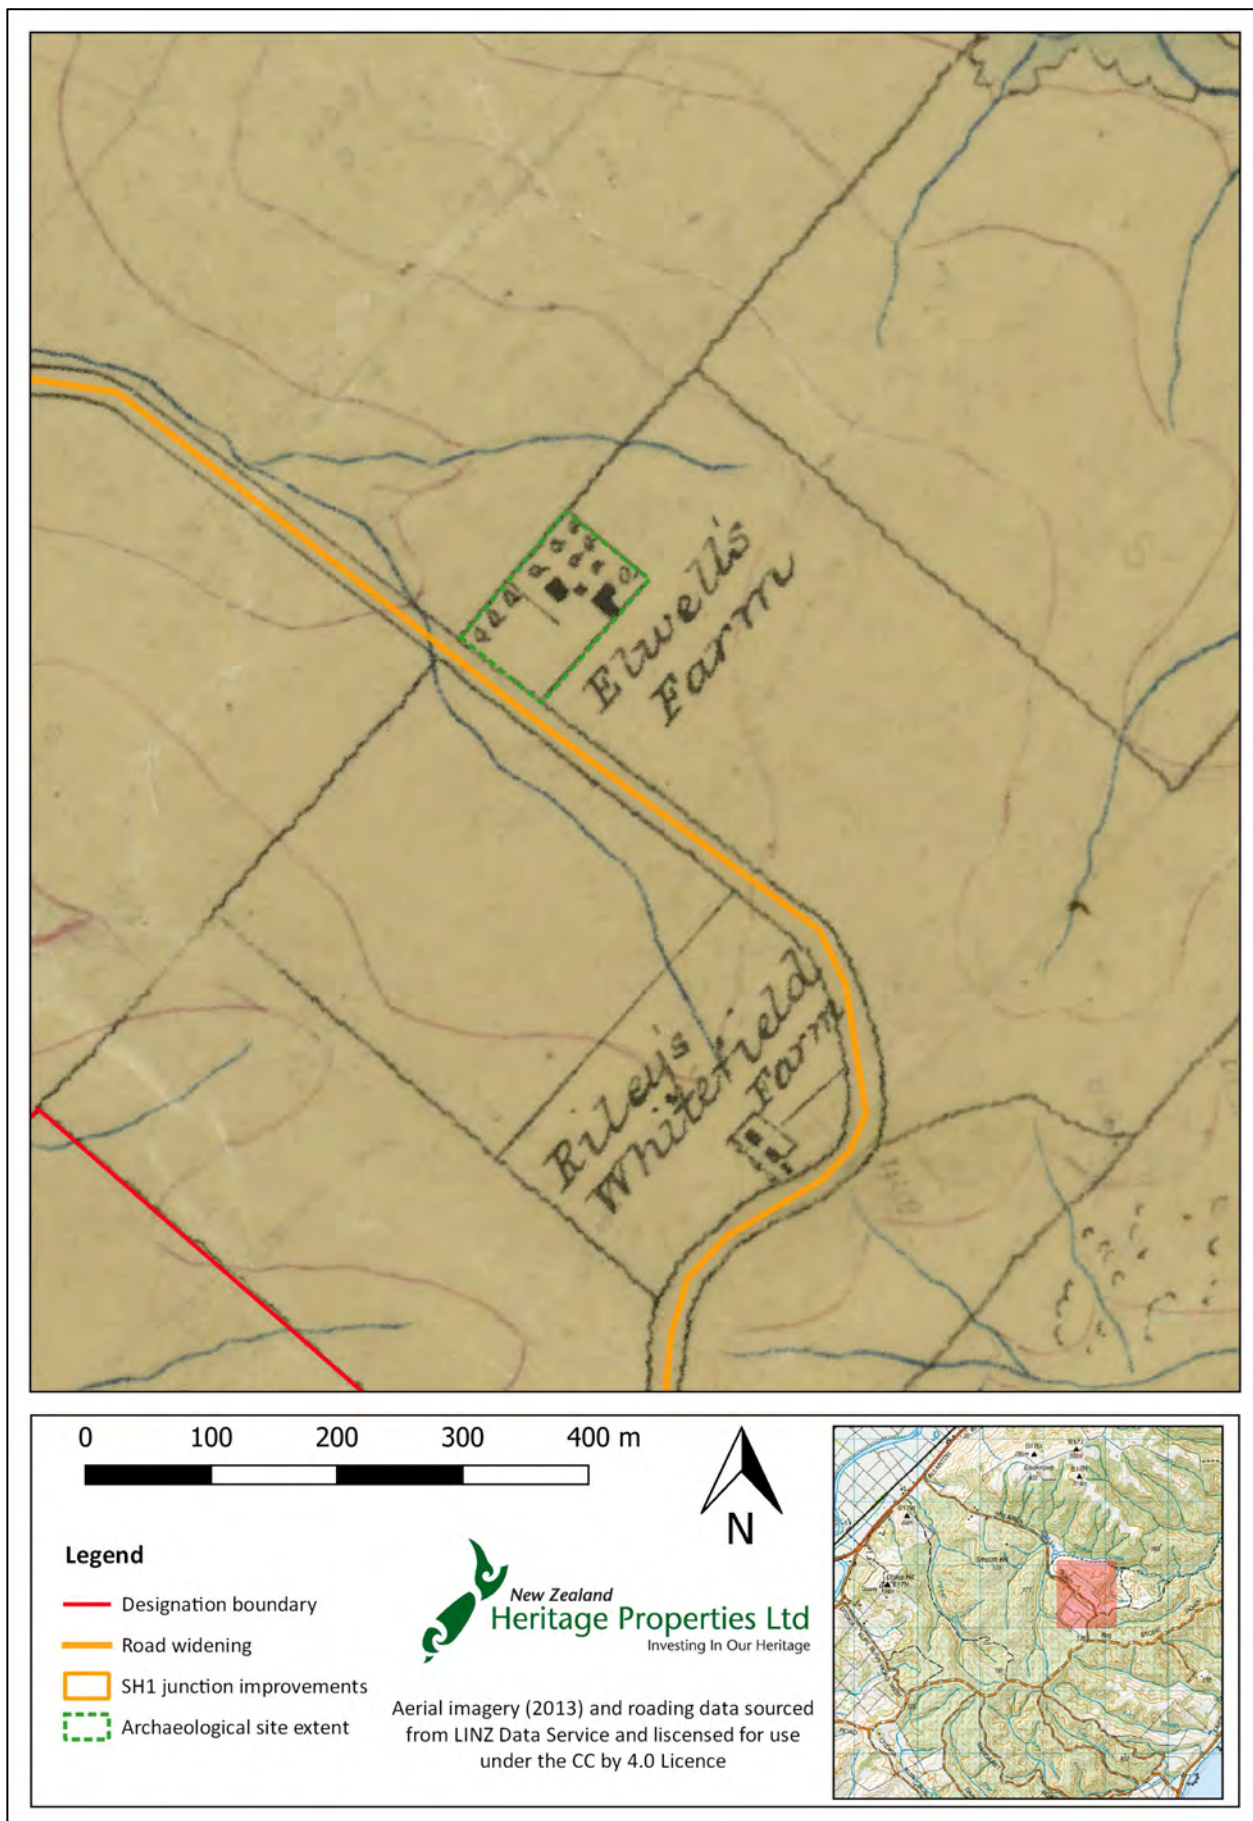 Elwell's
Farm
Riley's
Whitefield
Farm
0 100 200 300 400 m
N
Legend
Designation boundary
Road widening
SH1 junction improvements
Archaeological site extent
New Zealand
Heritage Properties Ltd
Investing In Our Heritage
Aerial imagery (2013) and roading data sourced
from LINZ Data Service and liscensed for use
under the CC by 4.0 Licence